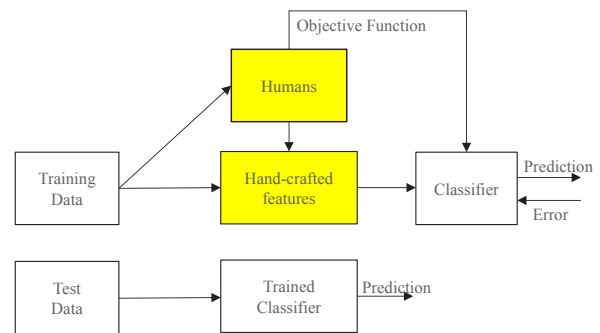 Objective Function
Humans
Training
Data
Hand-crafted
features
Classifier
Prediction
Error
Test
Data
Trained
Classifier
Prediction